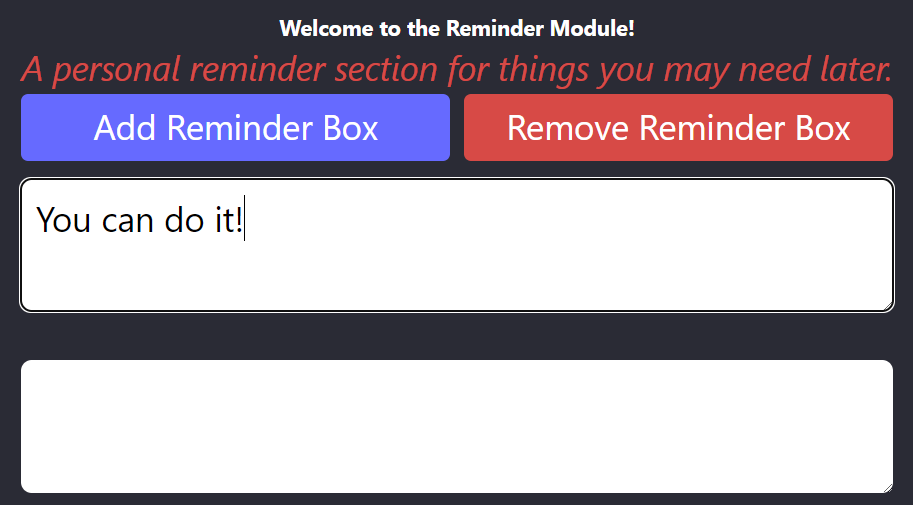 Welcome to the Reminder Module!
A personal reminder section for things you may need later.
Add Reminder Box
Remove Reminder Box
You can do it!